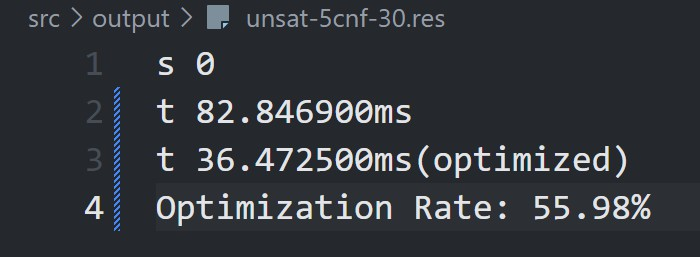 src > output > unsat-5cnf-30.res
1 s 0
2 t 82.846900ms
3 t 36.472500ms(optimized)
4 Optimization Rate: 55.98%